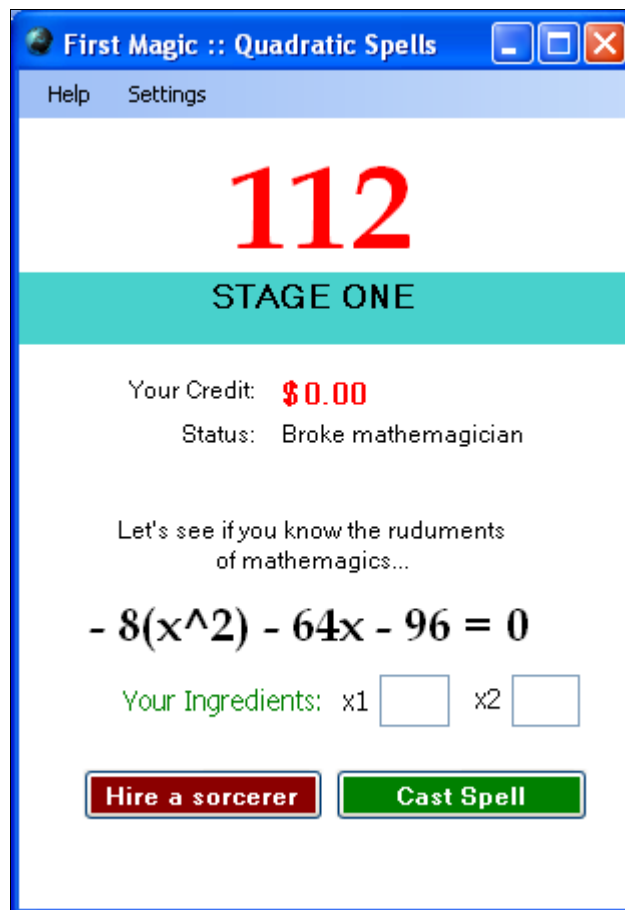 First Magic :: Quadratic Spells
Help Settings
112
STAGE ONE
Your Credit: $0.00
Status: Broke mathemagician
Let's see if you know the ruduments
of mathemagics...
- 8(x^2) - 64x - 96 = 0
Your Ingredients: x1 x2
Hire a sorcerer Cast Spell